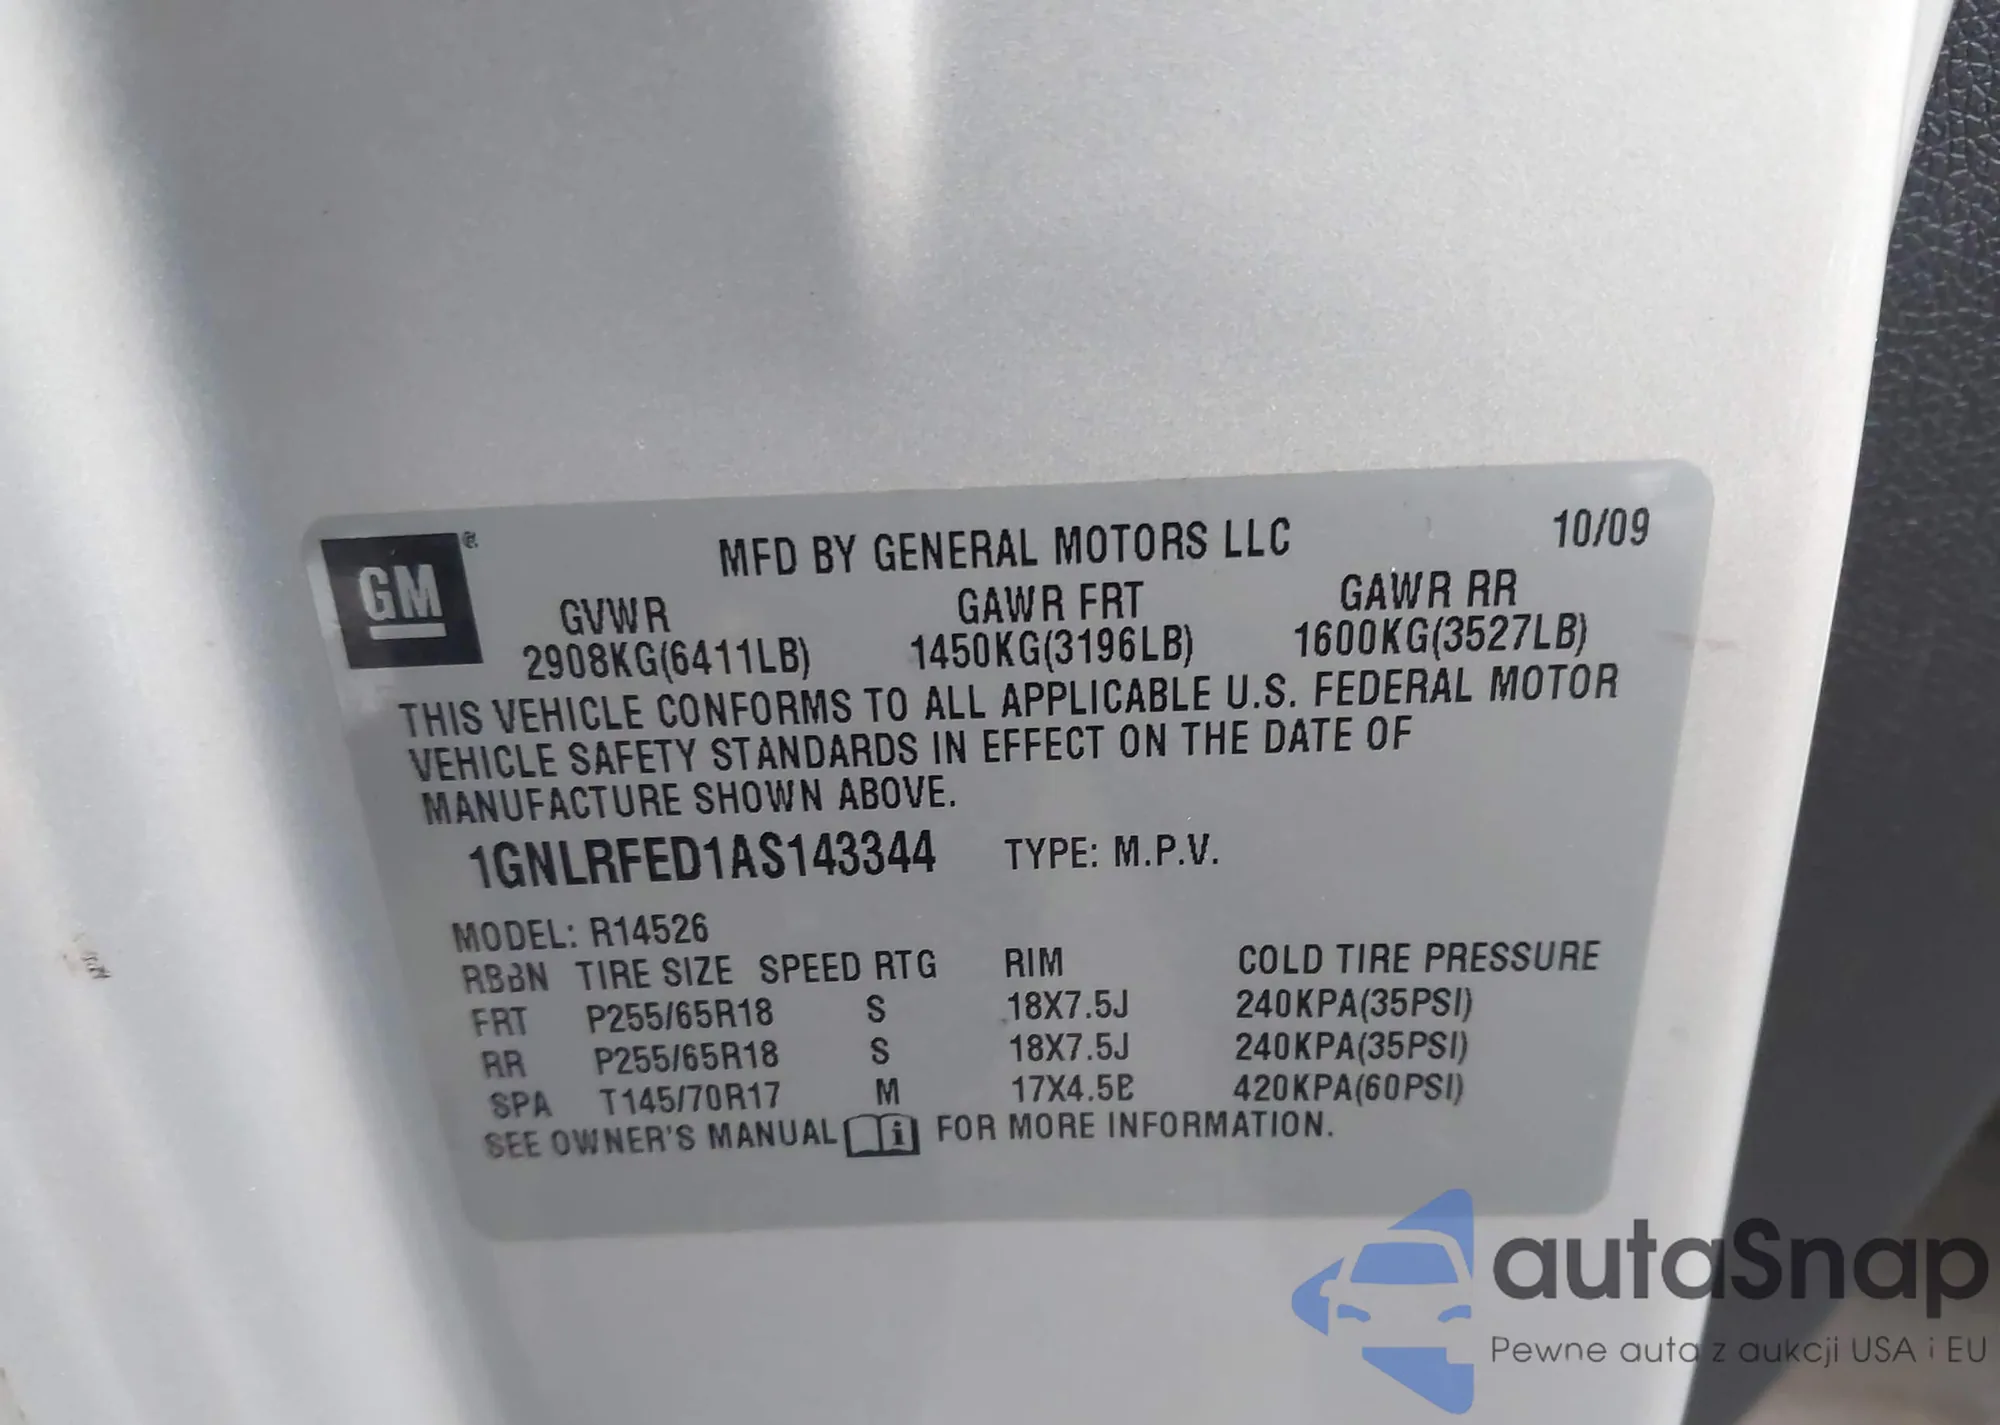 GM®
MFD BY GENERAL MOTORS LLC 10/09
GVWR GAWR FRT GAWR RR
2908KG(6411LB) 1450KG(3196LB) 1600KG(3527LB)
THIS VEHICLE CONFORMS TO ALL APPLICABLE U.S. FEDERAL MOTOR
VEHICLE SAFETY STANDARDS IN EFFECT ON THE DATE OF
MANUFACTURE SHOWN ABOVE.
1GNLRFED1AS143344 TYPE: M.P.V.
MODEL: R14526
TIRE SIZE SPEED RTG RIM COLD TIRE PRESSURE
FRT P255/65R18 S 18X7.5J 240KPA(35PSI)
RR P255/65R18 S 18X7.5J 240KPA(35PSI)
SPA T145/70R17 M 17X4.5B 420KPA(60PSI)
SEE OWNER'S MANUAL i FOR MORE INFORMATION.
autaSnap
Pewne auta z aukcji USA i EU